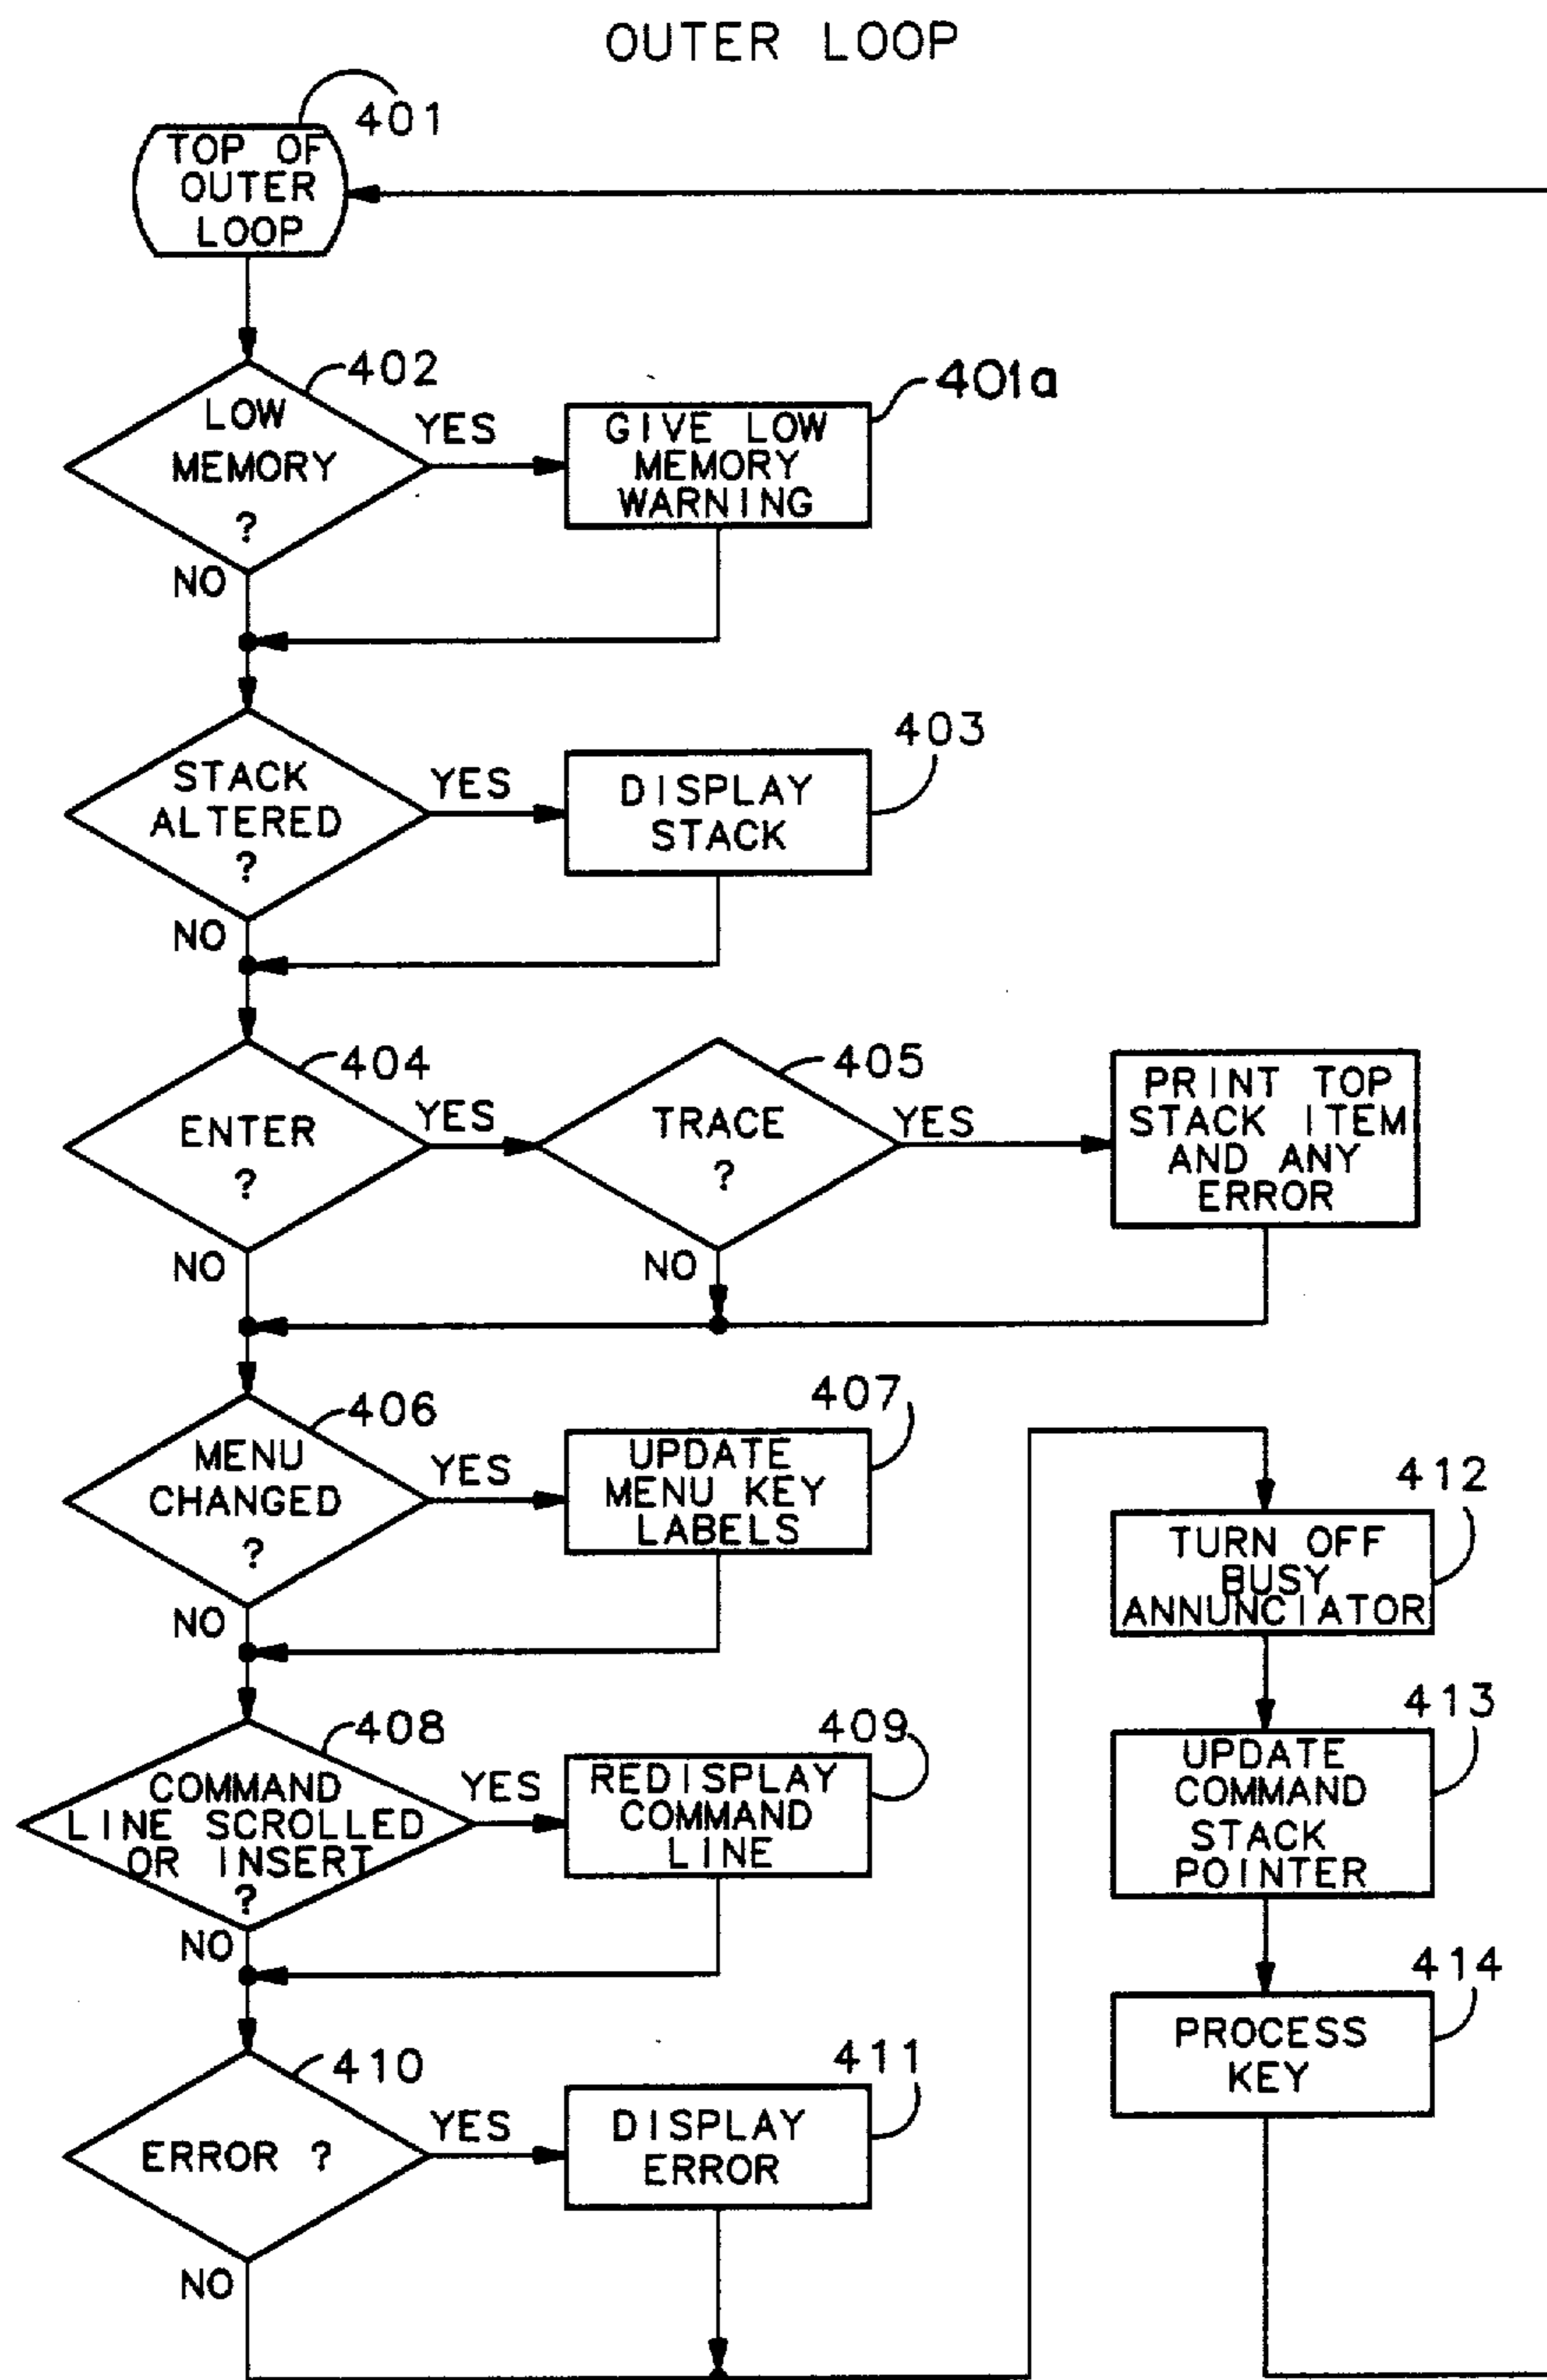 OUTER LOOP
401
TOP OF
OUTER
LOOP
402
LOW
MEMORY
?
YES
NO
401a
GIVE LOW
MEMORY
WARNING
STACK
ALTERED
?
YES
NO
403
DISPLAY
STACK
404
ENTER
?
YES
NO
405
TRACE
?
YES
NO
PRINT TOP
STACK ITEM
AND ANY
ERROR
406
MENU
CHANGED
?
YES
NO
407
UPDATE
MENU KEY
LABELS
408
COMMAND
LINE SCROLLED
OR INSERT
?
YES
NO
409
REDISPLAY
COMMAND
LINE
410
ERROR ?
YES
NO
411
DISPLAY
ERROR
412
TURN OFF
BUSY
ANNUNCIATOR
413
UPDATE
COMMAND
STACK
POINTER
414
PROCESS
KEY